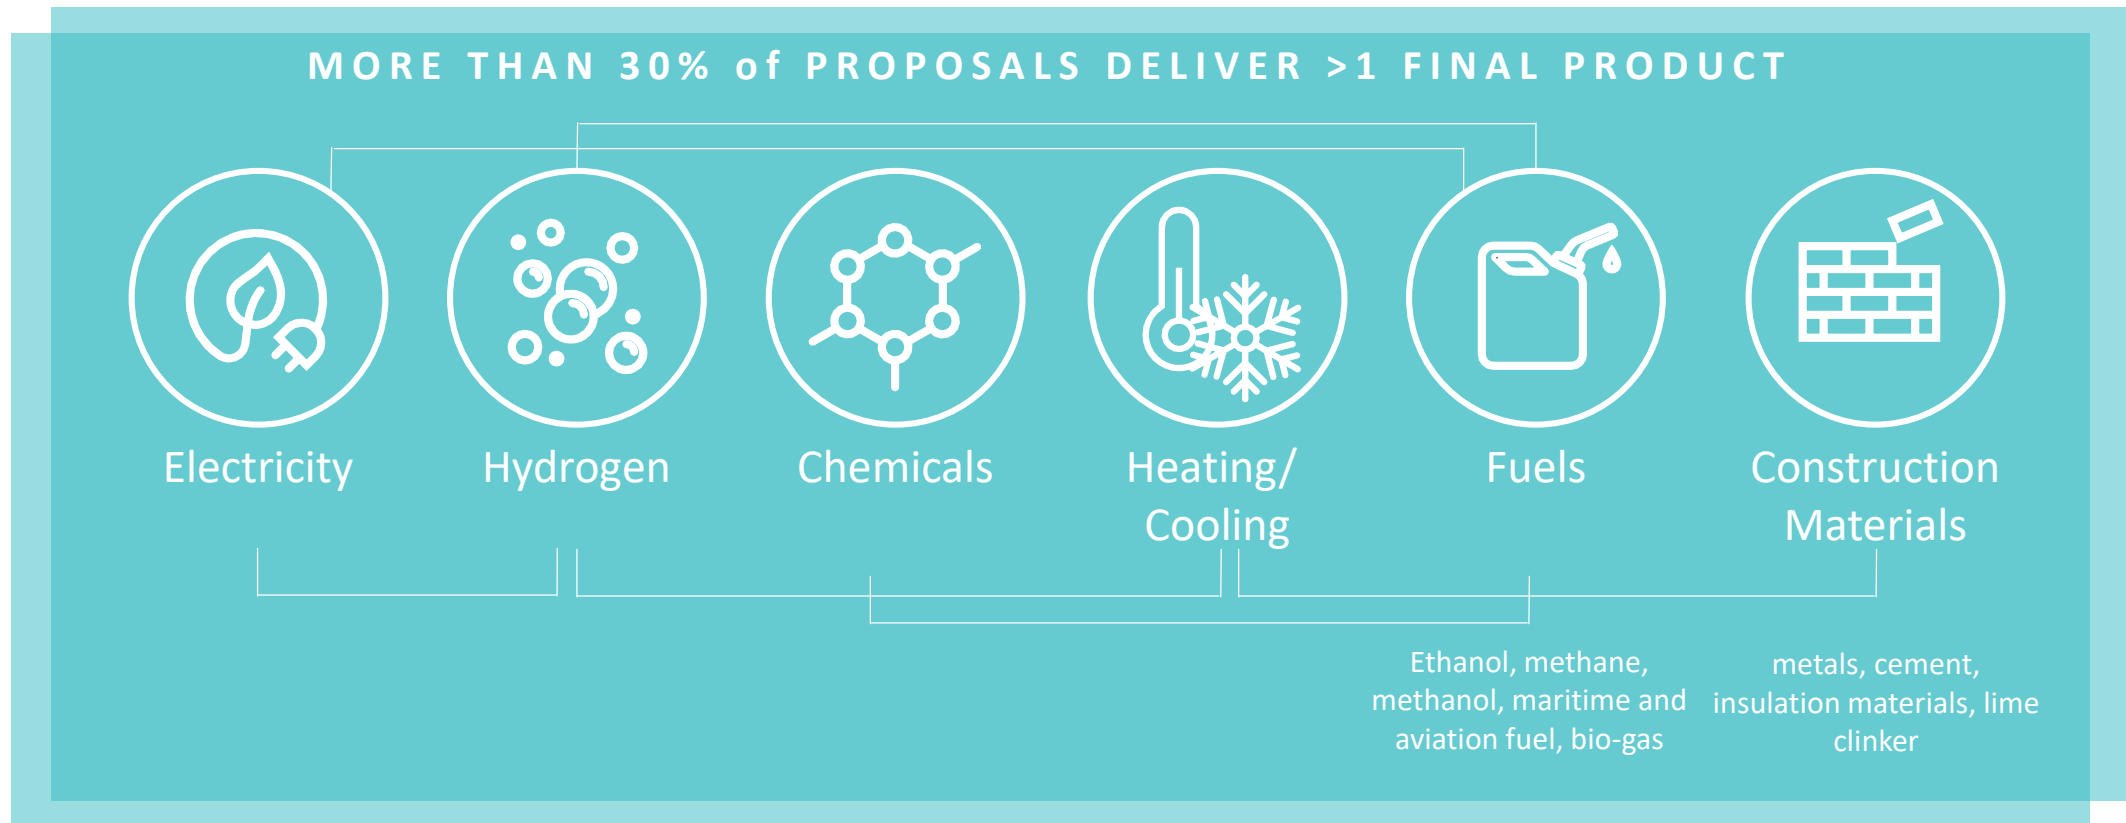 MORE THAN 30% of PROPOSALS DELIVER >1 FINAL PRODUCT
Electricity
Hydrogen
Chemicals
Heating/
Cooling
Fuels
Construction
Materials
Ethanol, methane,
methanol, maritime and
aviation fuel, bio-gas
metals, cement,
insulation materials, lime
clinker